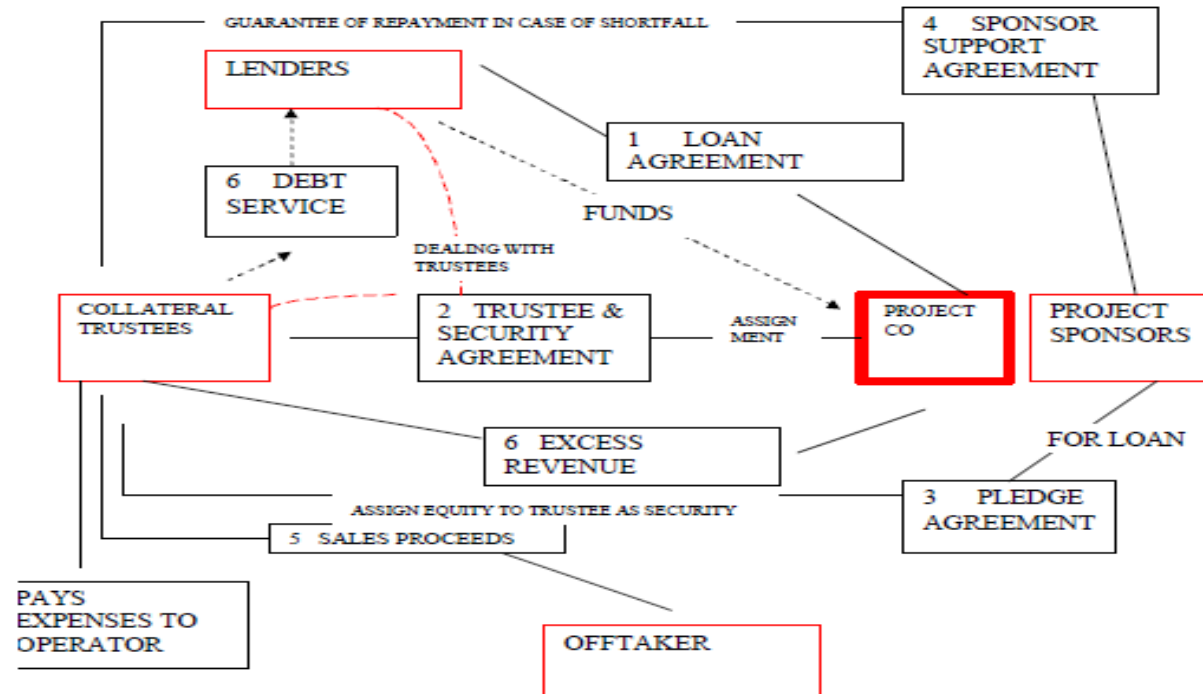 GUARANTEE OF REPAYMENT IN CASE OF SHORTFALL
4 SPONSOR
SUPPORT
AGREEMENT
LENDERS
1 LOAN
AGREEMENT
6 DEBT
SERVICE
FUNDS
DEALING WITH
TRUSTEES
COLLATERAL
TRUSTEES
2 TRUSTEE &
SECURITY
AGREEMENT
ASSIGN
MENT
PROJECT
CO
PROJECT
SPONSORS
6 EXCESS
REVENUE
FOR LOAN
3 PLEDGE
AGREEMENT
ASSIGN EQUITY TO TRUSTEE AS SECURITY
5 SALES PROCEEDS
PAYS
EXPENSES TO
OPERATOR
OFFTAKER